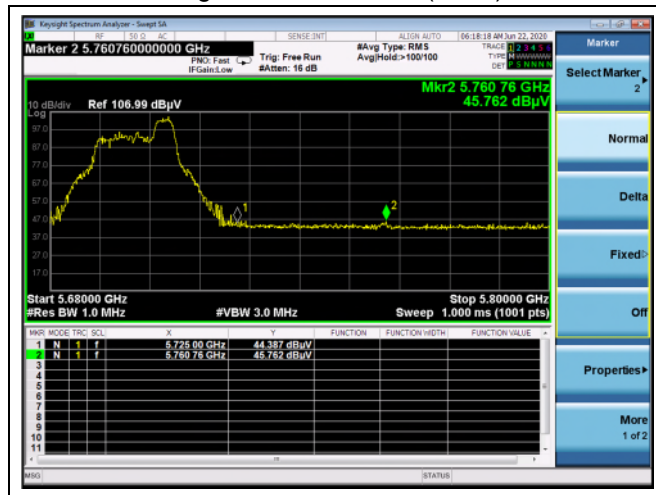 Keysight Spectrum Analyzer - Swept SA
RF 50 Ω AC SENSE:INT ALIGN AUTO 06:18:18 AM Jun 22, 2020
Marker 2 5.760760000000 GHz
PNO: Fast
IFGain:Low
Trig: Free Run
#Atten: 16 dB
#Avg Type: RMS
Avg|Hold:>100/100
TRACE 1 2 3 4 5 6
TYPE M
DET P S N N N N
Mkr2 5.760 76 GHz
45.762 dBµV
10 dB/div Ref 106.99 dBµV
Log
97.0
87.0
77.0
67.0
57.0
47.0
37.0
27.0
17.0
1
2
Start 5.68000 GHz Stop 5.80000 GHz
#Res BW 1.0 MHz #VBW 3.0 MHz Sweep 1.000 ms (1001 pts)
MKR MODE TRC SCL X Y FUNCTION FUNCTION WIDTH FUNCTION VALUE
1 N 1 f 5.725 00 GHz 44.387 dBµV
2 N 1 f 5.760 76 GHz 45.762 dBµV
3
4
5
6
7
8
9
10
11
MSG STATUS
Marker
Select Marker
2
Normal
Delta
Fixed
Off
Properties
More
1 of 2